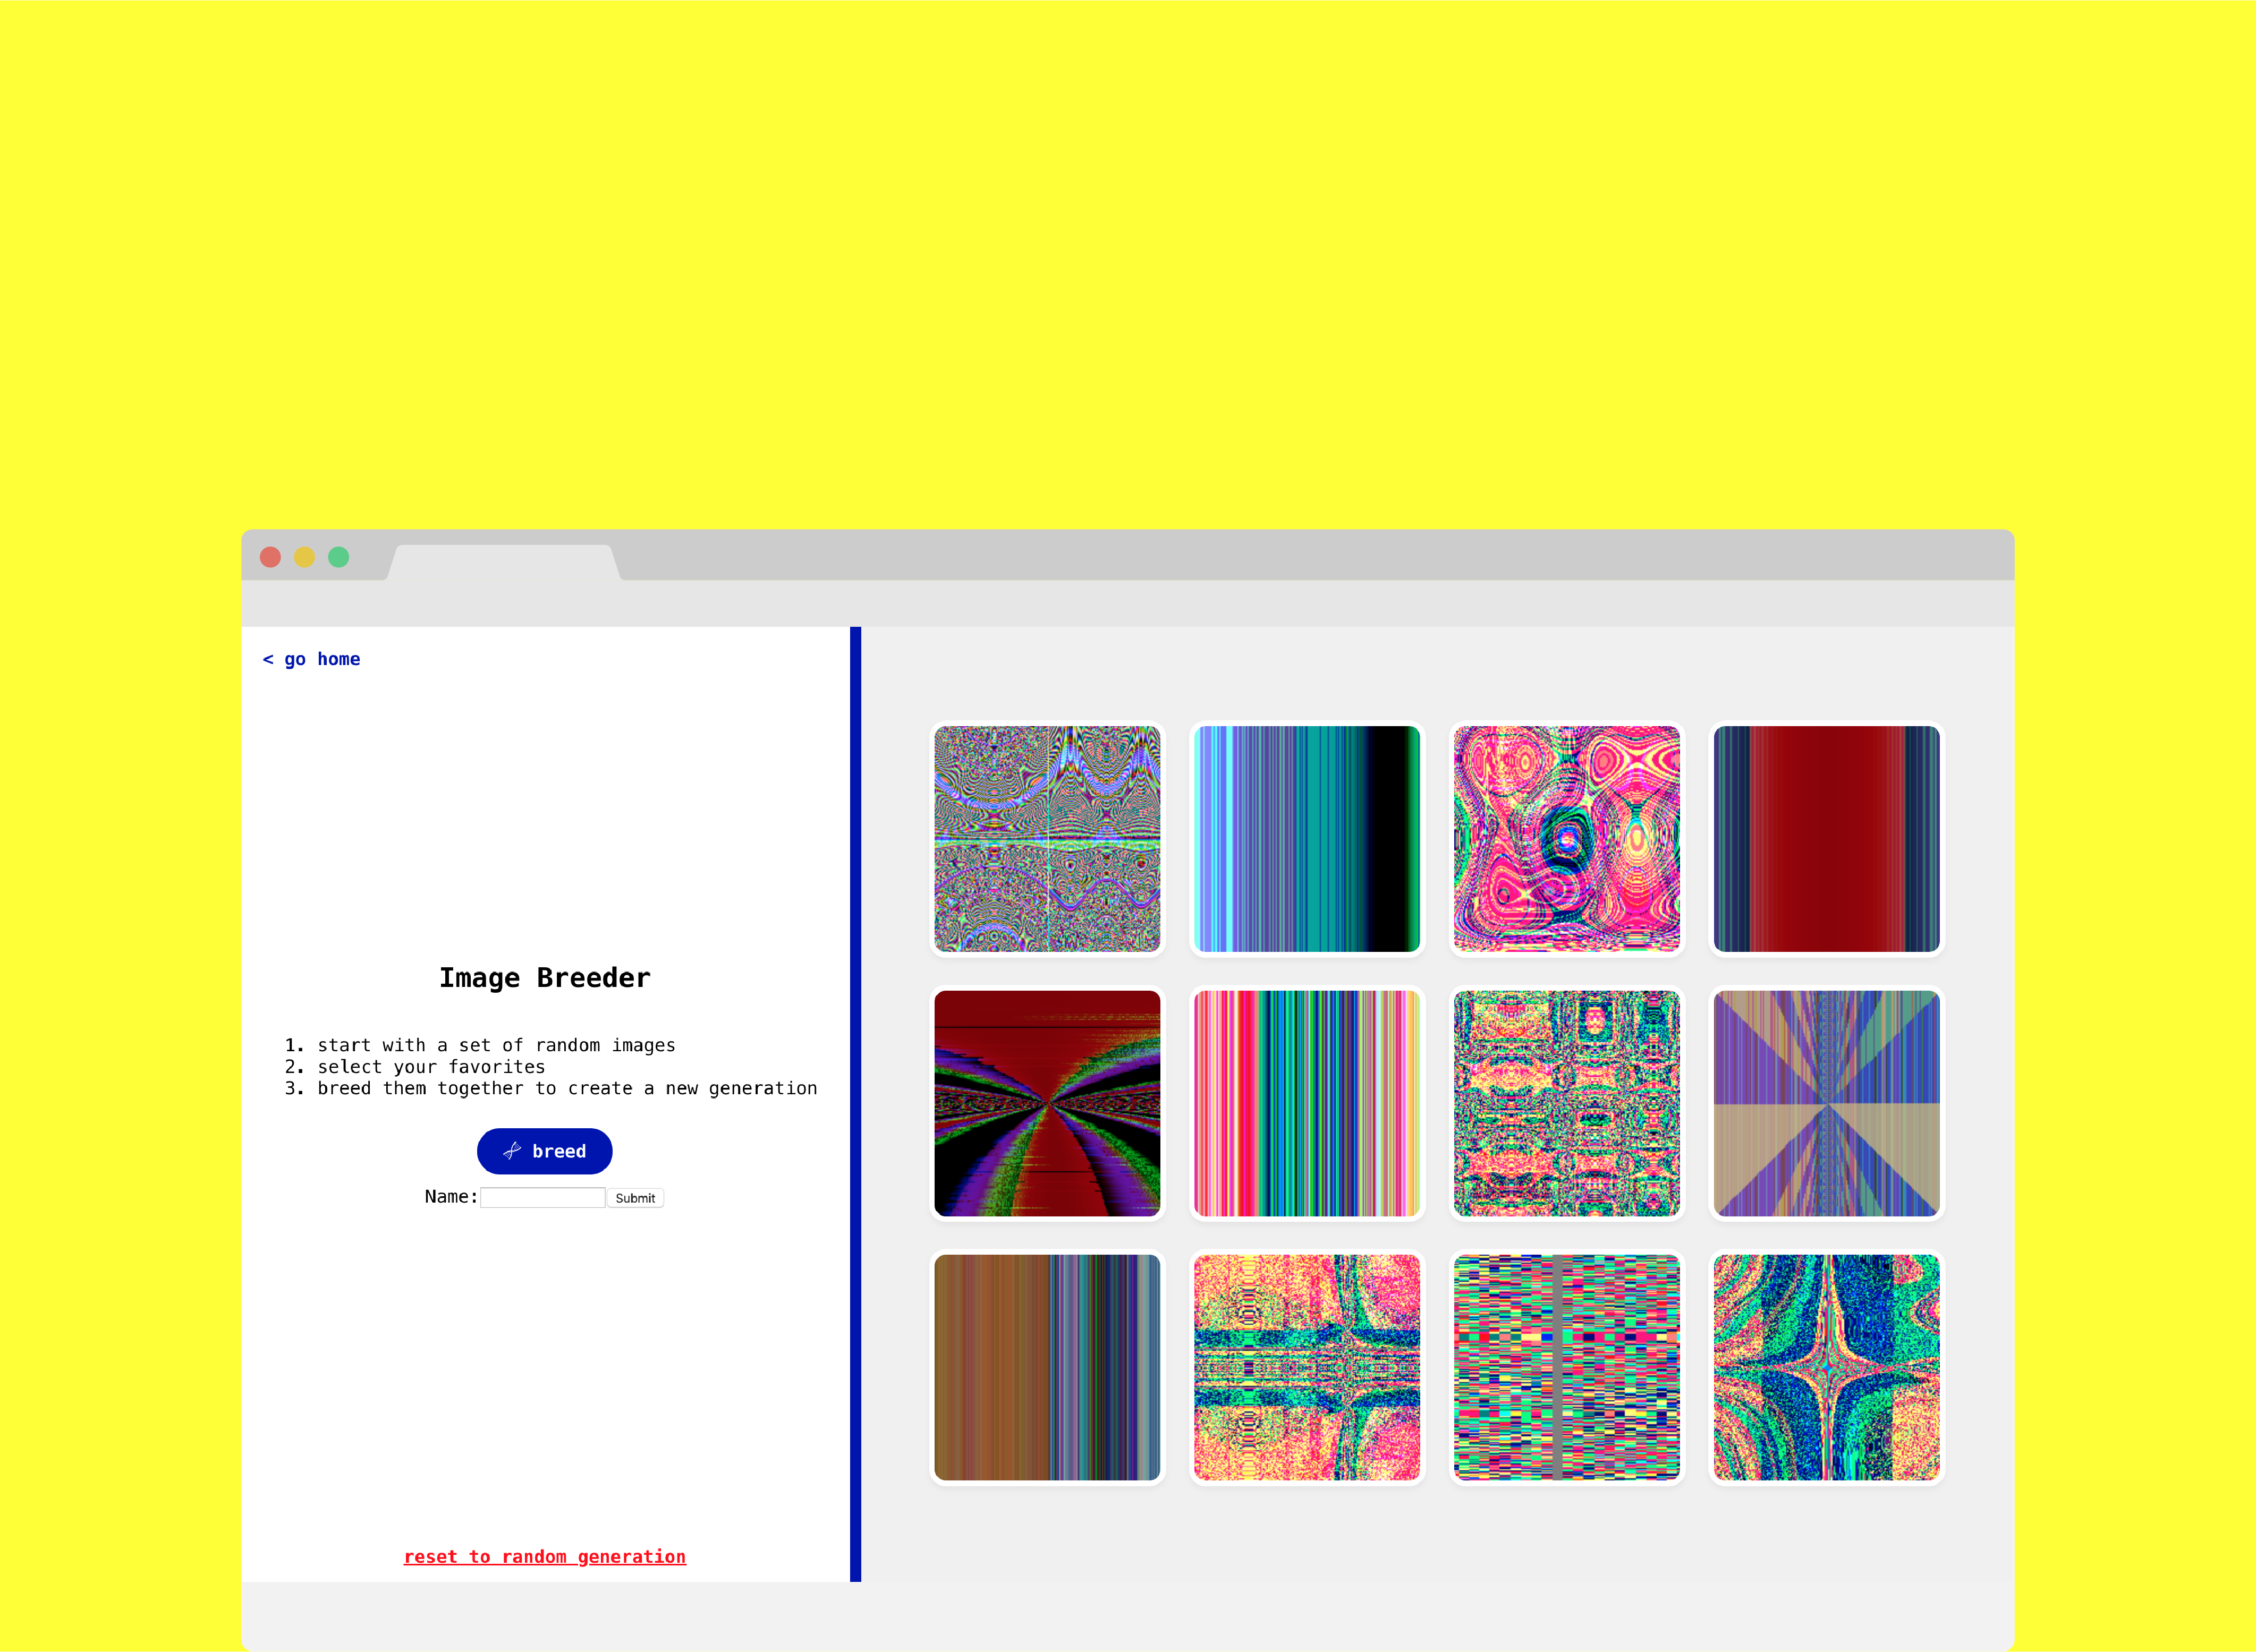 < go home
Image Breeder
1. start with a set of random images
2. select your favorites
3. breed them together to create a new generation
breed
Name:
Submit
reset to random generation